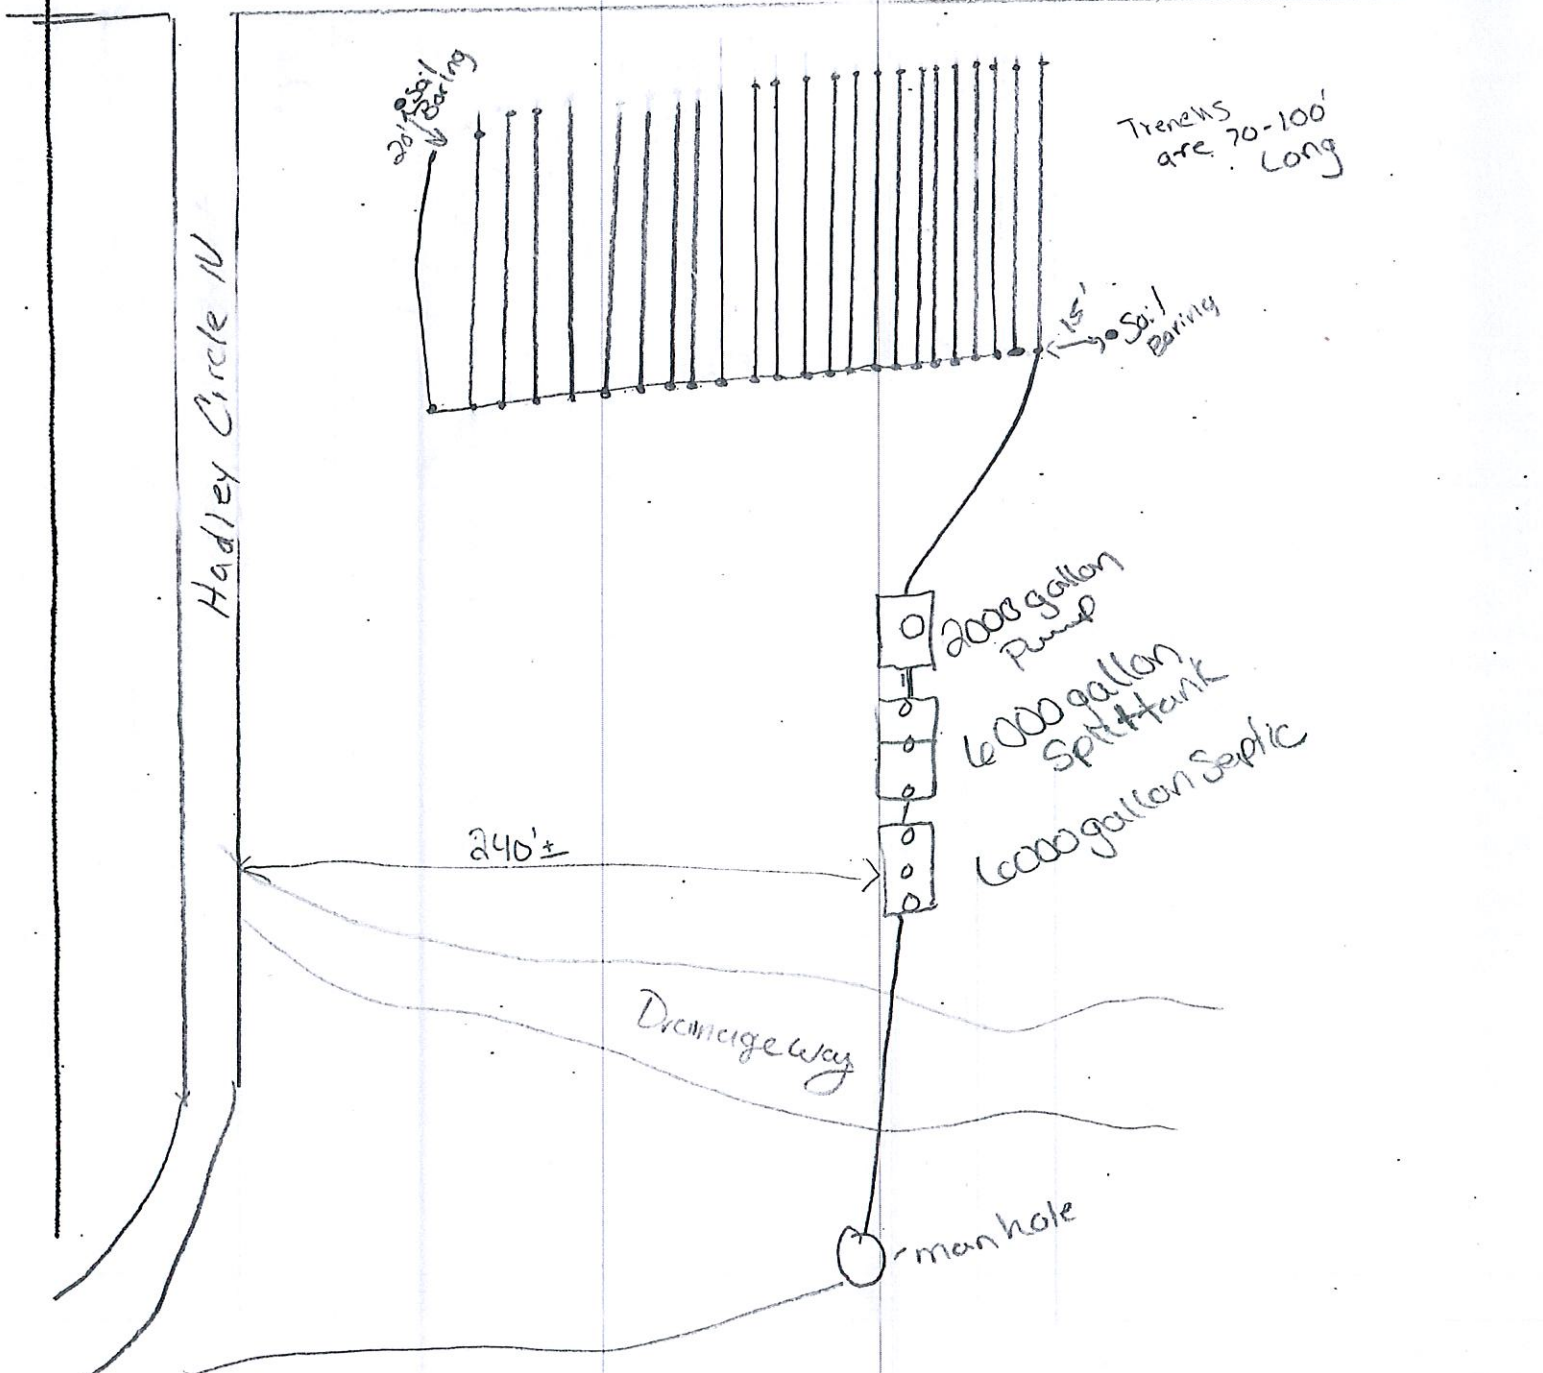 20'
Soil
Boring
Trenchs
are 70-100'
Long
Hadley Circle N
15'
Soil
Boring
2000 gallon
Pump
6000 gallon
Split tank
6000 gallon Septic
240'±
Drainage way
manhole